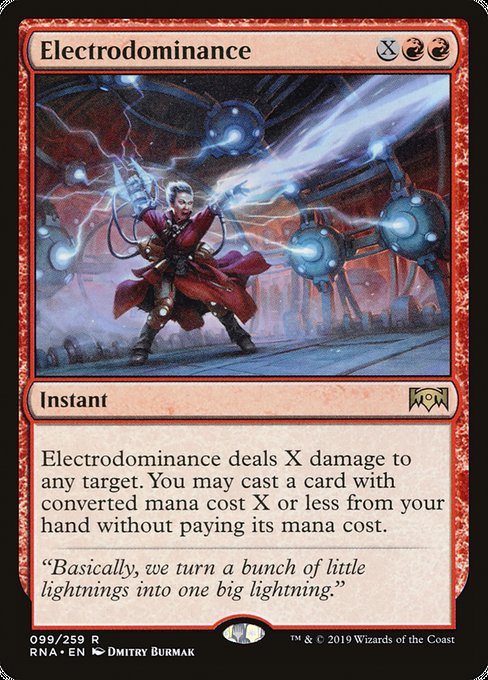 Electrodominance X
Instant
Electrodominance deals X damage to
any target. You may cast a card with
converted mana cost X or less from your
hand without paying its mana cost.
“Basically, we turn a bunch of little
lightnings into one big lightning.”
099/259 R
RNA • EN Dmitry Burmak
™ & © 2019 Wizards of the Coast